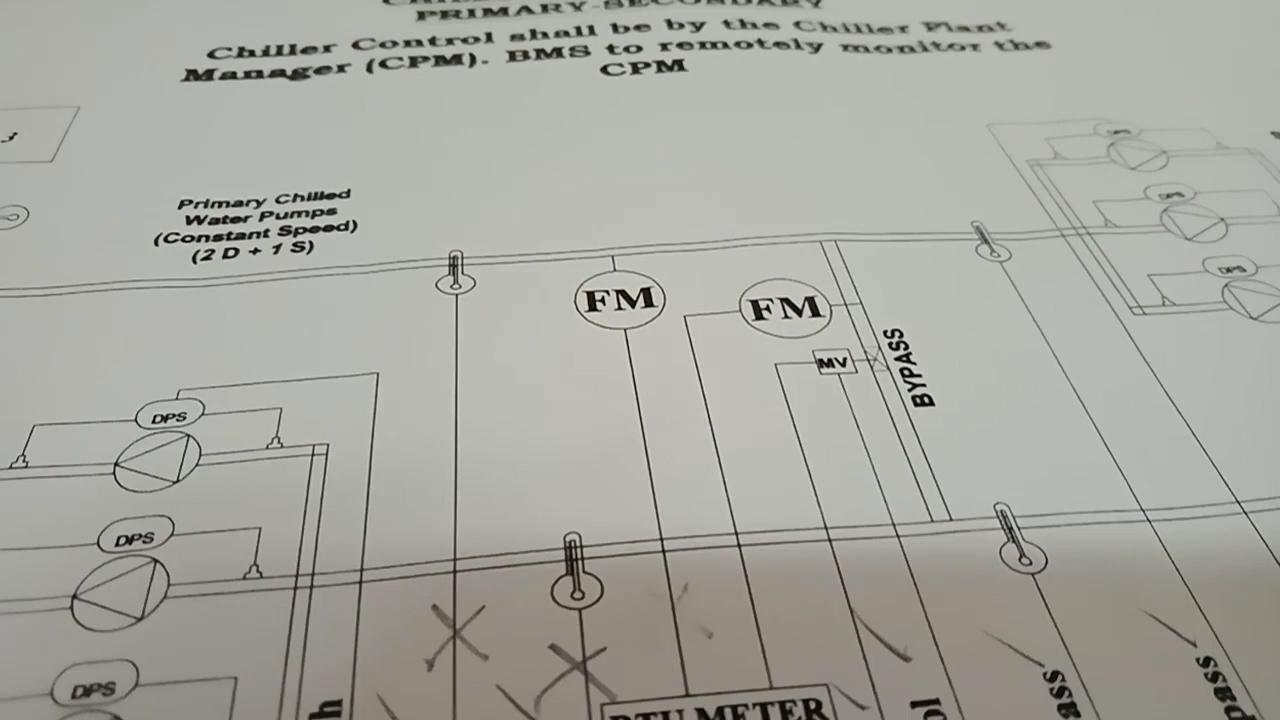 PRIMARY-SECONDARY
Chiller Control shall be by the Chiller Plant
Manager (CPM). BMS to remotely monitor the
CPM
3
Primary Chilled
Water Pumps
(Constant Speed)
(2 D + 1 S)
DPS
DPS
DPS
FM
FM
MV
BYPASS
DPS
DPS
DPS
BTU METER